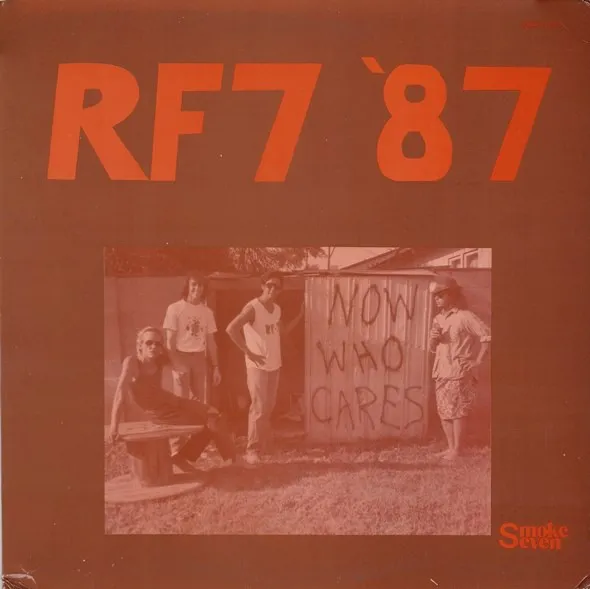 RF7 `87
NOW
WHO
CARES
Smoke
Seven